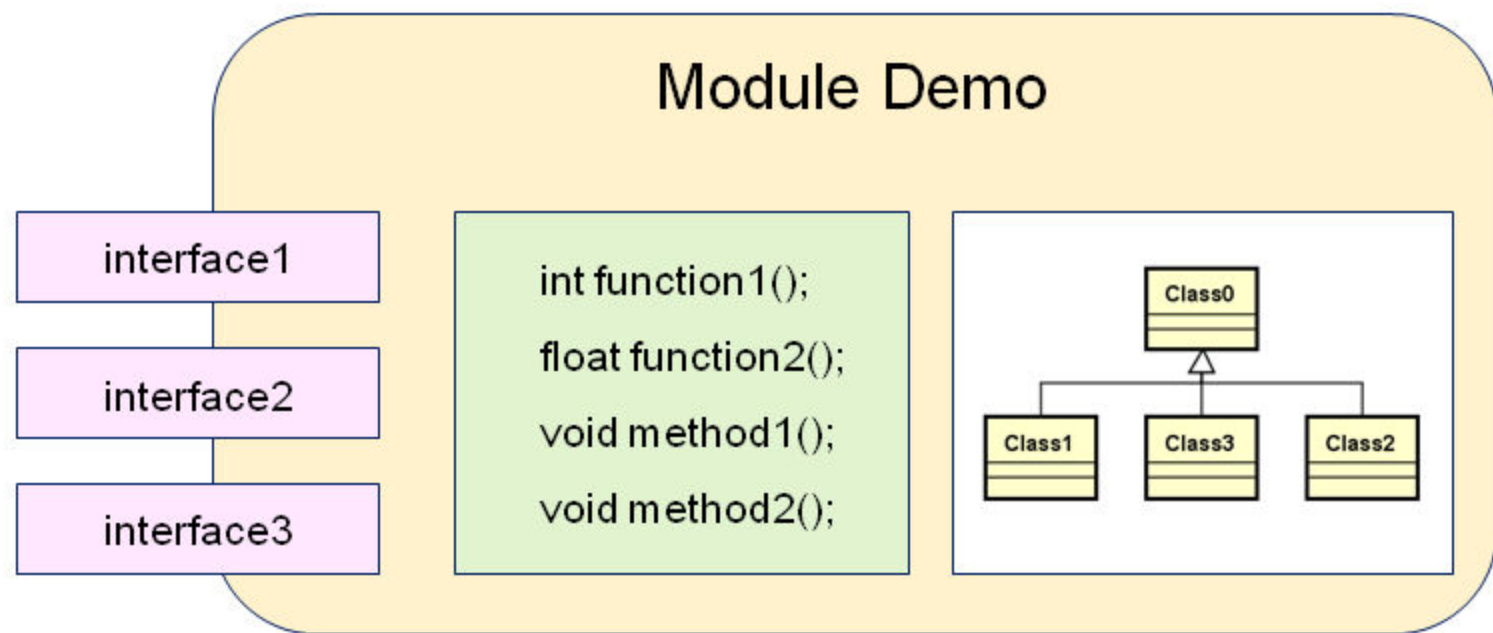 Module Demo
interface1
interface2
interface3
int function1();
float function2();
void method1();
void method2();
Class0
Class1
Class3
Class2